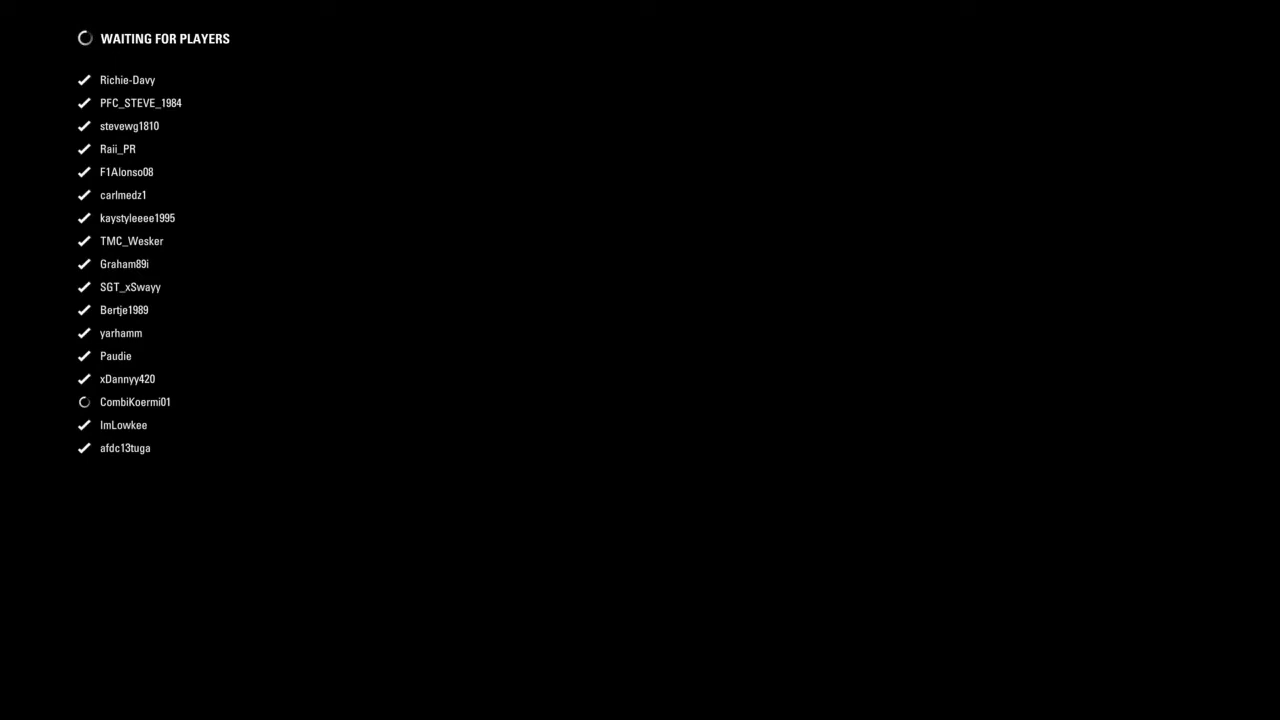 WAITING FOR PLAYERS
Richie-Davy
PFC_STEVE_1984
stevewg1810
Raii_PR
F1Alonso08
carlmedz1
kaystyleeee1995
TMC_Wesker
Graham89i
SGT_xSwayy
Bertje1989
yarhamm
Paudie
xDannyy420
CombiKoermi01
ImLowkee
afdc13tuga